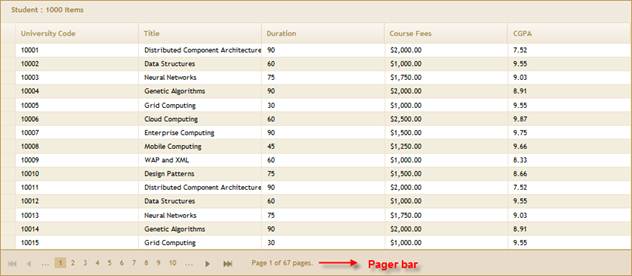 Student : 1000 Items
University Code Title Duration Course Fees CGPA
10001 Distributed Component Architecture 90 $2,000.00 7.52
10002 Data Structures 60 $1,000.00 9.55
10003 Neural Networks 75 $1,750.00 9.03
10004 Genetic Algorithms 90 $2,000.00 8.91
10005 Grid Computing 30 $1,000.00 9.55
10006 Cloud Computing 60 $2,500.00 9.87
10007 Enterprise Computing 90 $1,500.00 9.75
10008 Mobile Computing 45 $1,250.00 9.66
10009 WAP and XML 60 $1,000.00 8.33
10010 Design Patterns 75 $1,500.00 8.66
10011 Distributed Component Architecture 90 $2,000.00 7.52
10012 Data Structures 60 $1,000.00 9.55
10013 Neural Networks 75 $1,750.00 9.03
10014 Genetic Algorithms 90 $2,000.00 8.91
10015 Grid Computing 30 $1,000.00 9.55
... 1 2 3 4 5 6 7 8 9 10 ... Page 1 of 67 pages. Pager bar